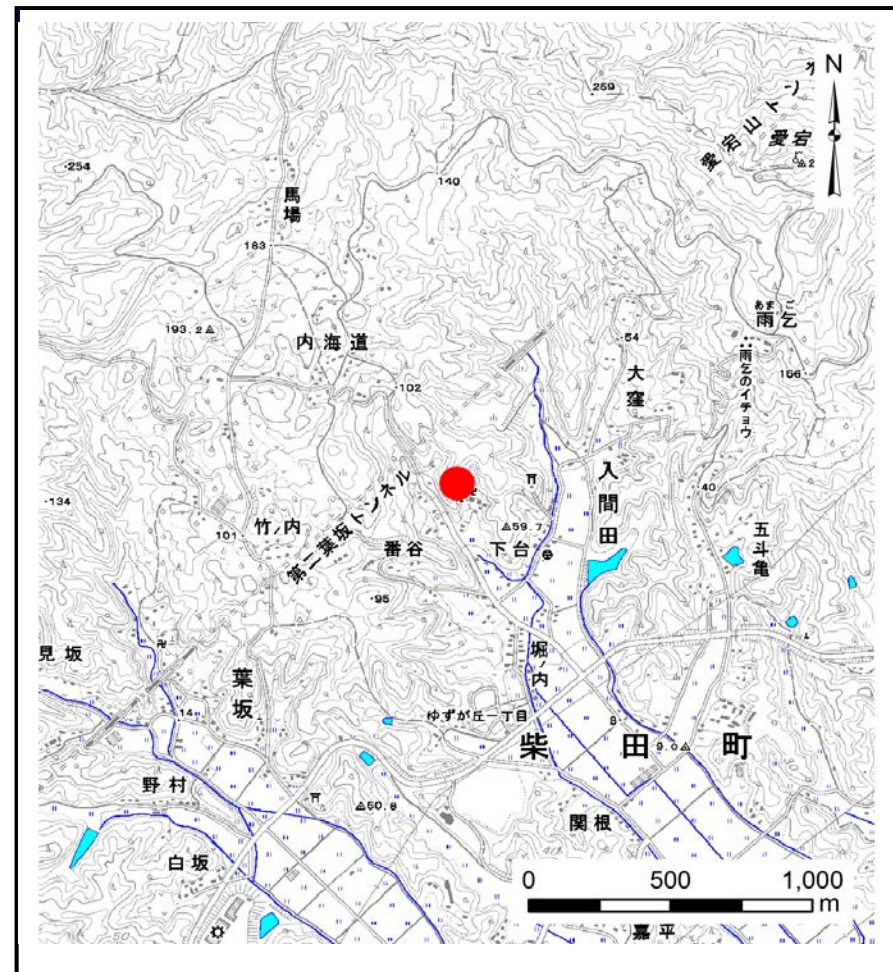 259
N
愛宕山トンネル
愛宕
254
140
馬場
200
183
あまご
雨乞
193.2
内海道
54
雨乞のイチョウ
大窪
156
102
入間田
134
40
第二葉坂トンネル
竹ノ内
101
59.7
五斗亀
番谷
下台
95
見坂
堀ノ内
葉坂
14
ゆずが丘一丁目
8
柴田町
9.0
野村
50.8
関根
白坂
0 500 1,000
m
50
嘉平